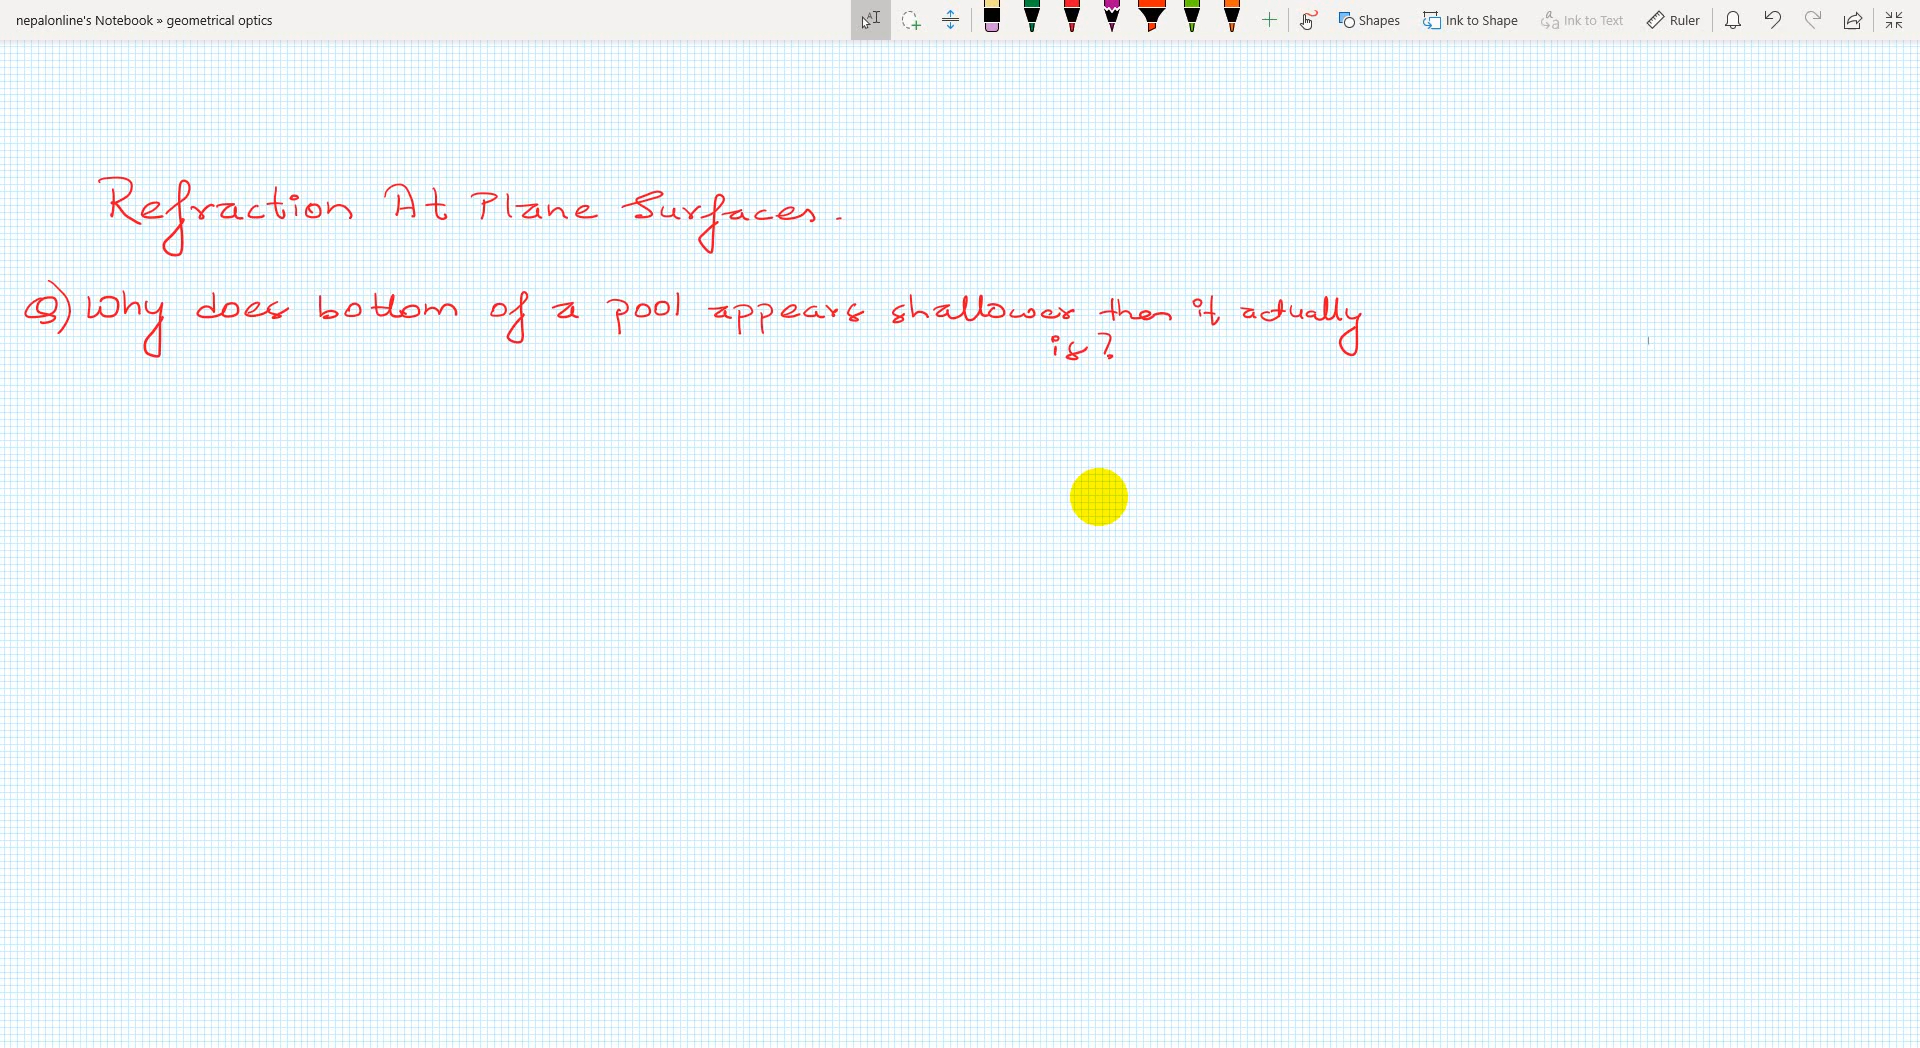 nepalonline's Notebook » geometrical optics
Shapes Ink to Shape Ink to Text Ruler
Refraction At Plane Surfaces.
Q) Why does bottom of a pool appears shallower then it actually
is?